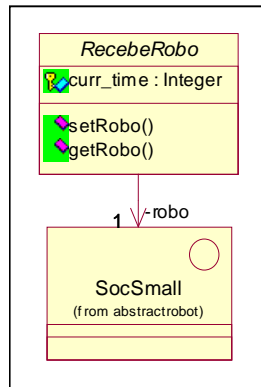 RecebeRobo
curr_time : Integer
setRobo()
getRobo()
1
-robo
SocSmall
(from abstractrobot)